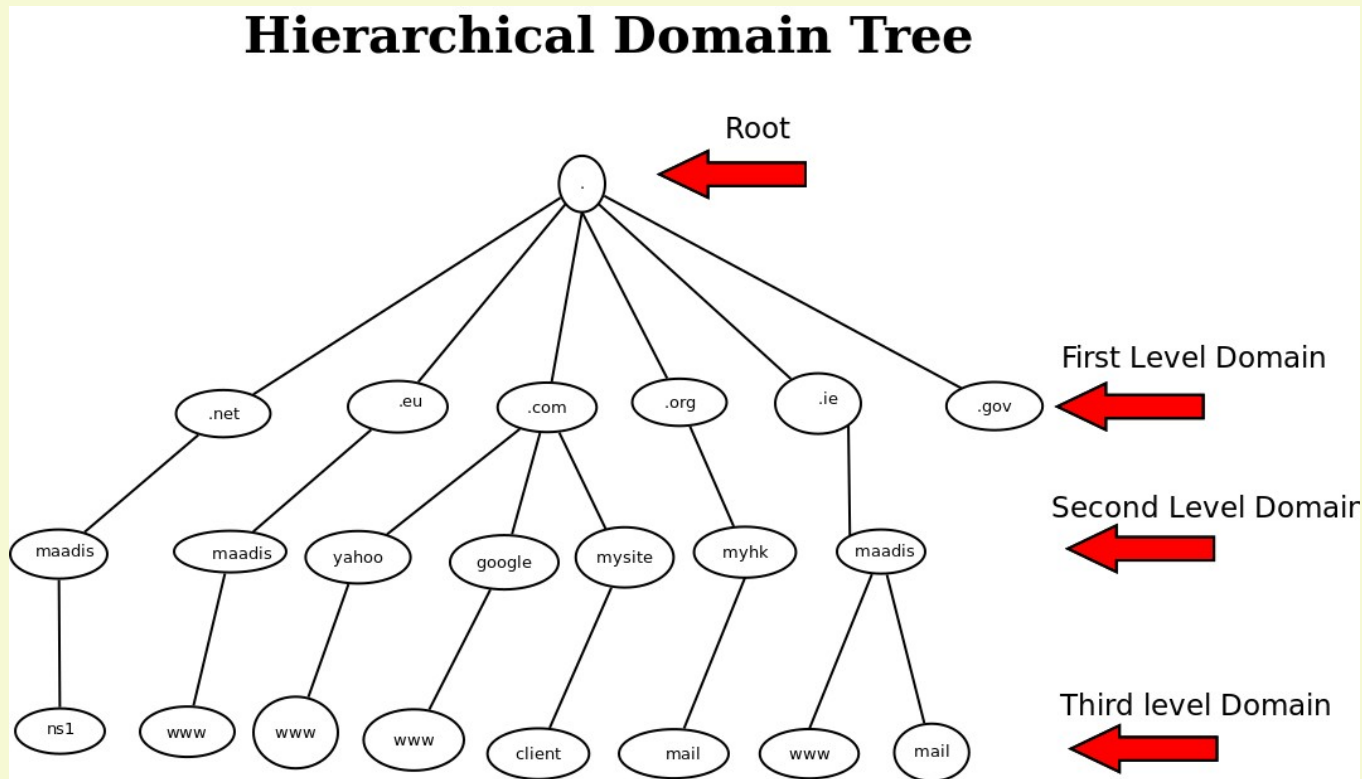 Hierarchical Domain Tree
Root
.
First Level Domain
.net
.eu
.com
.org
.ie
.gov
Second Level Domain
maadis
maadis
yahoo
google
mysite
myhk
maadis
Third level Domain
ns1
www
www
www
client
mail
www
mail